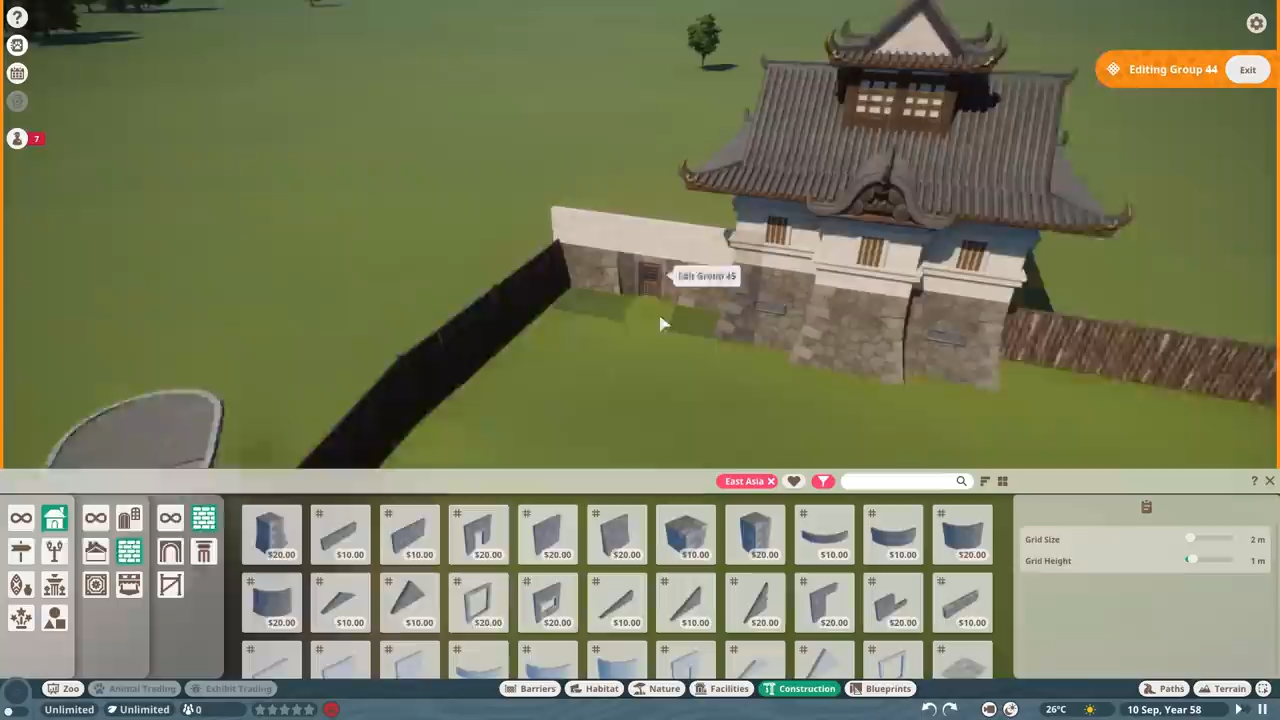 ?
Editing Group 44
Exit
7
Edit Group 45
East Asia ×
? ×
$20.00 $10.00 $10.00 $20.00 $20.00 $20.00 $10.00 $20.00 $10.00 $20.00 $20.00
Grid Size 2 m
Grid Height 1 m
$20.00 $10.00 $10.00 $20.00 $20.00 $10.00 $10.00 $20.00 $20.00 $20.00 $10.00
Zoo Animal Trading Exhibit Trading Barriers Habitat Nature Facilities Construction Blueprints Paths Terrain
Unlimited Unlimited 0 26°C 10 Sep, Year 58